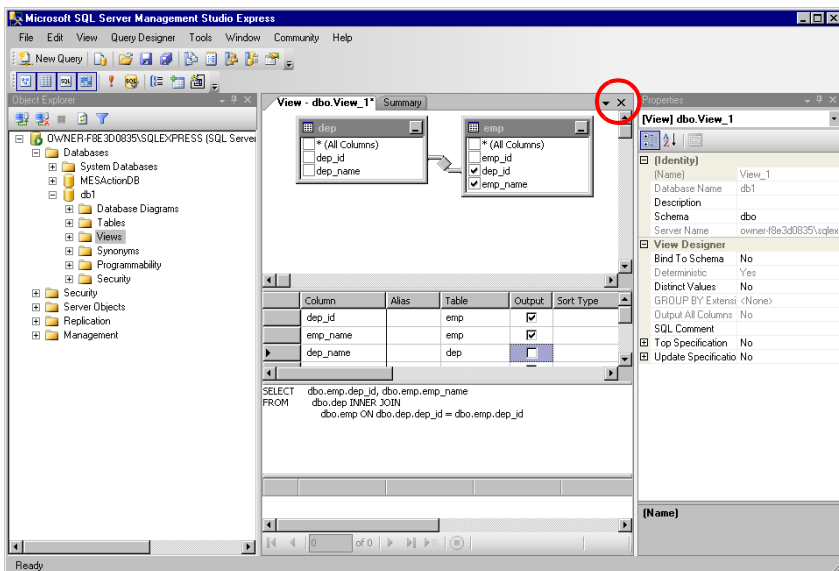 Microsoft SQL Server Management Studio Express
File Edit View Query Designer Tools Window Community Help
New Query
Object Explorer
OWNER-F8E3D0835\SQLEXPRESS (SQL Server
Databases
System Databases
MESActionDB
db1
Database Diagrams
Tables
Views
Synonyms
Programmability
Security
Security
Server Objects
Replication
Management
View - dbo.View_1* Summary
dep
* (All Columns)
dep_id
dep_name
emp
* (All Columns)
emp_id
dep_id
emp_name
Column Alias Table Output Sort Type
dep_id emp
emp_name emp
dep_name dep
SELECT dbo.emp.dep_id, dbo.emp.emp_name
FROM dbo.dep INNER JOIN
dbo.emp ON dbo.dep.dep_id = dbo.emp.dep_id
0 of 0
Properties
[View] dbo.View_1
(Identity)
(Name) View_1
Database Name db1
Description
Schema dbo
Server Name owner-f8e3d0835\sqlex
View Designer
Bind To Schema No
Deterministic Yes
Distinct Values No
GROUP BY Extensi <None>
Output All Columns No
SQL Comment
Top Specification No
Update Specificatio No
(Name)
Ready